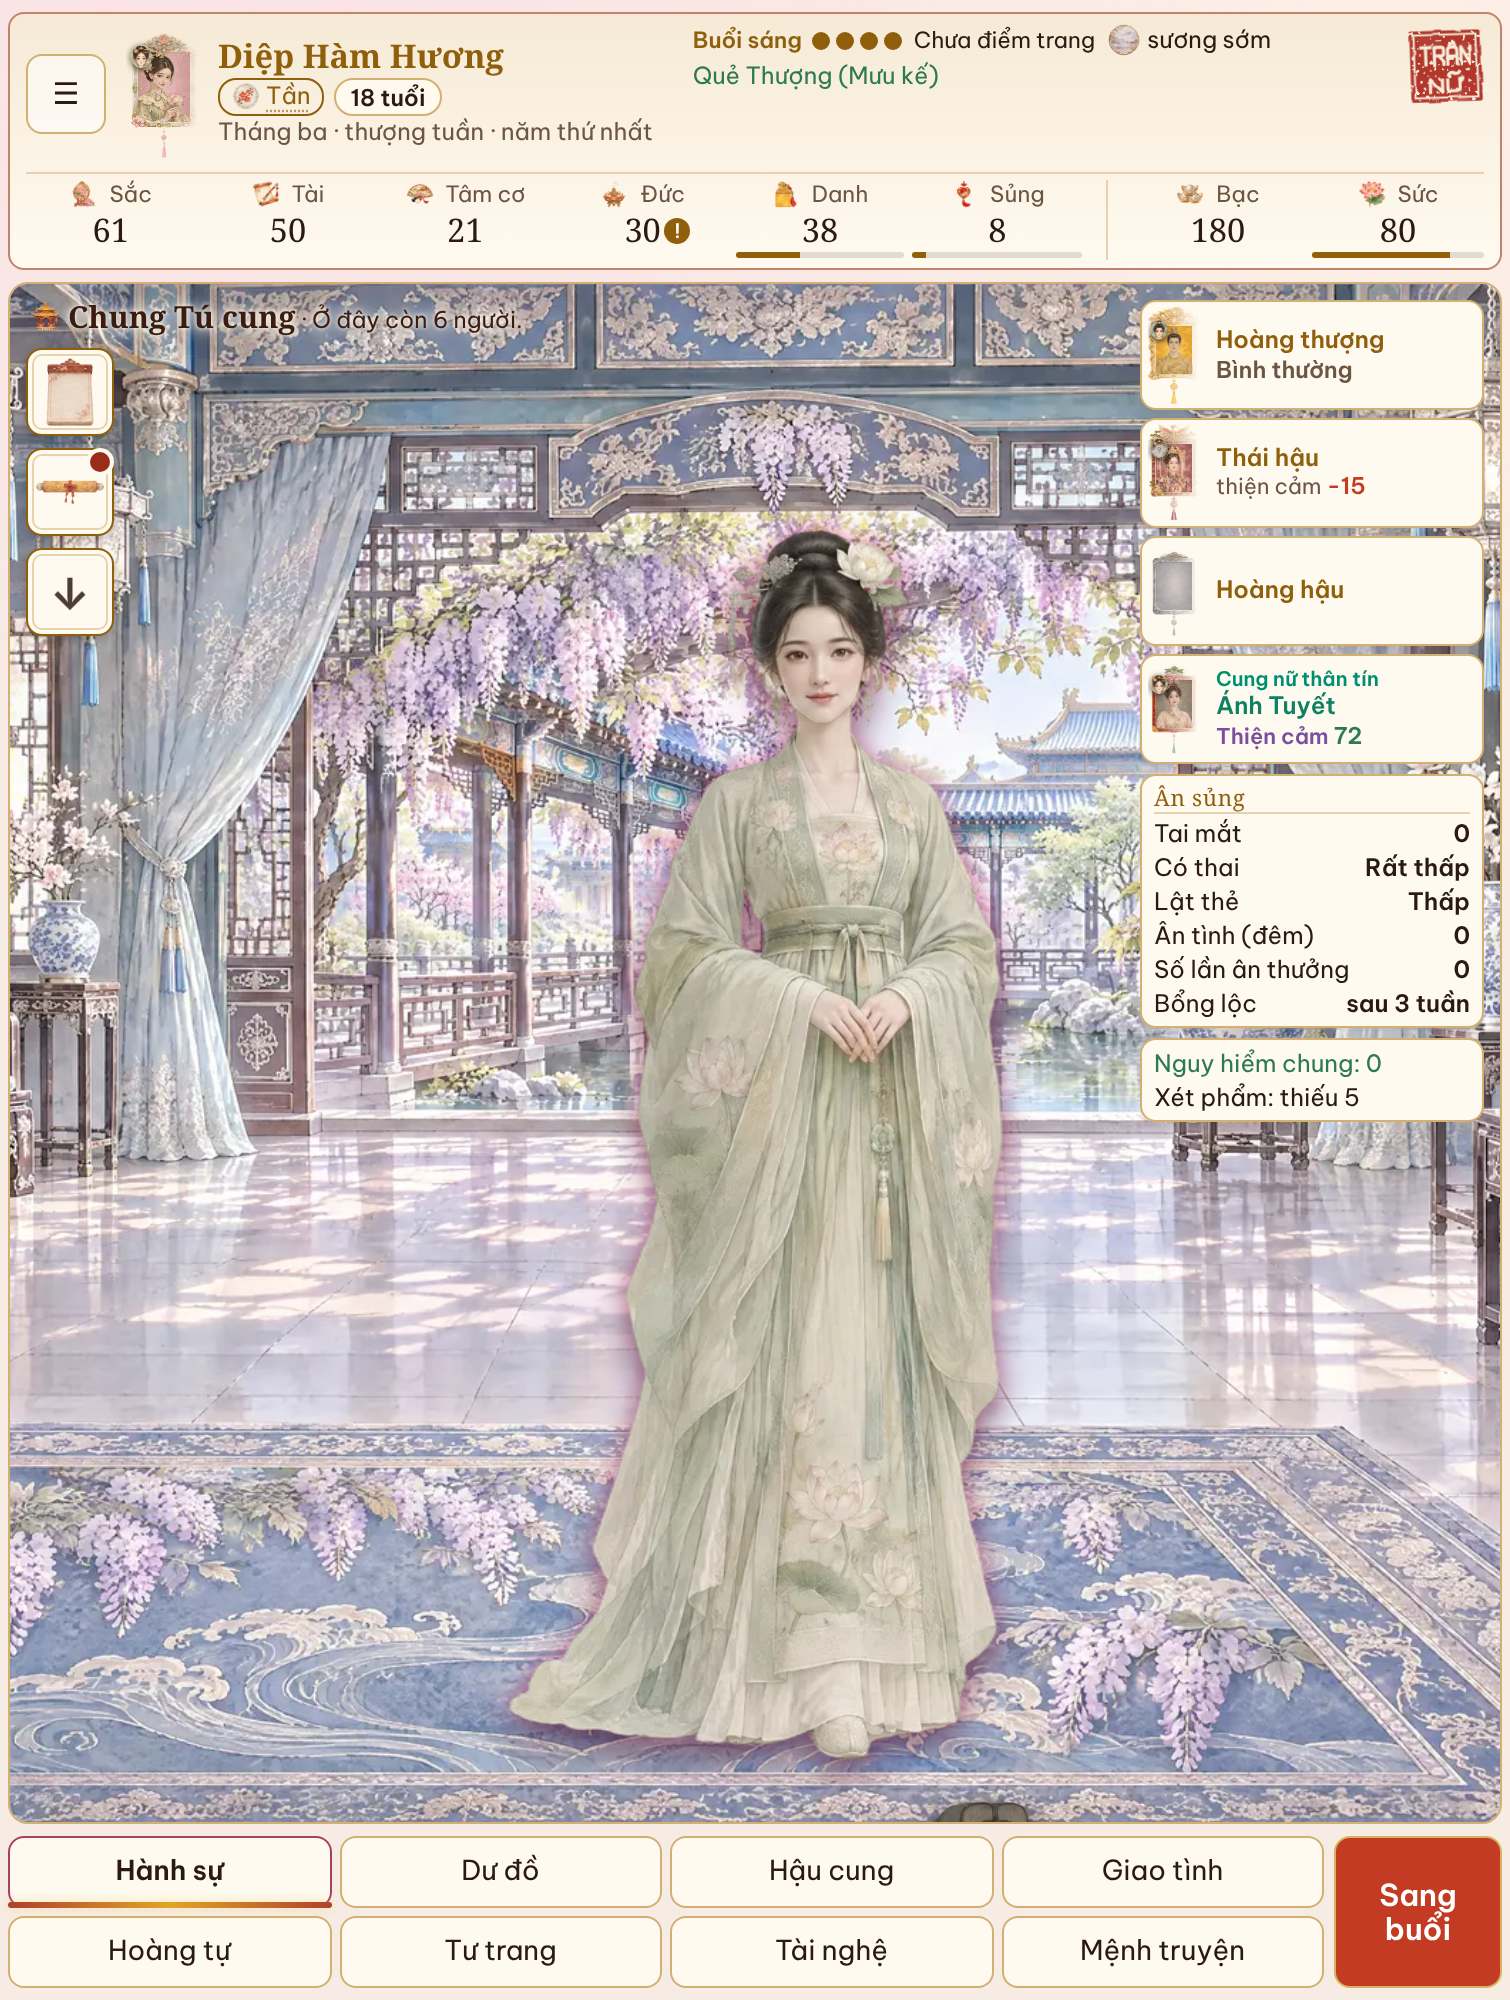 ☰
Diệp Hàm Hương
Tần
18 tuổi
Tháng ba · thượng tuần · năm thứ nhất
Buổi sáng
Chưa điểm trang
sương sớm
Quẻ Thượng (Mưu kế)
TRÂN
NỮ
Sắc
61
Tài
50
Tâm cơ
21
Đức
30 !
Danh
38
Sủng
8
Bạc
180
Sức
80
Chung Tú cung · Ở đây còn 6 người.
Hoàng thượng
Bình thường
Thái hậu
thiện cảm -15
Hoàng hậu
Cung nữ thân tín
Ánh Tuyết
Thiện cảm 72
Ân sủng
Tai mắt 0
Có thai Rất thấp
Lật thẻ Thấp
Ân tình (đêm) 0
Số lần ân thưởng 0
Bổng lộc sau 3 tuần
Nguy hiểm chung: 0
Xét phẩm: thiếu 5
Hành sự
Dư đồ
Hậu cung
Giao tình
Hoàng tự
Tư trang
Tài nghệ
Mệnh truyện
Sang
buổi